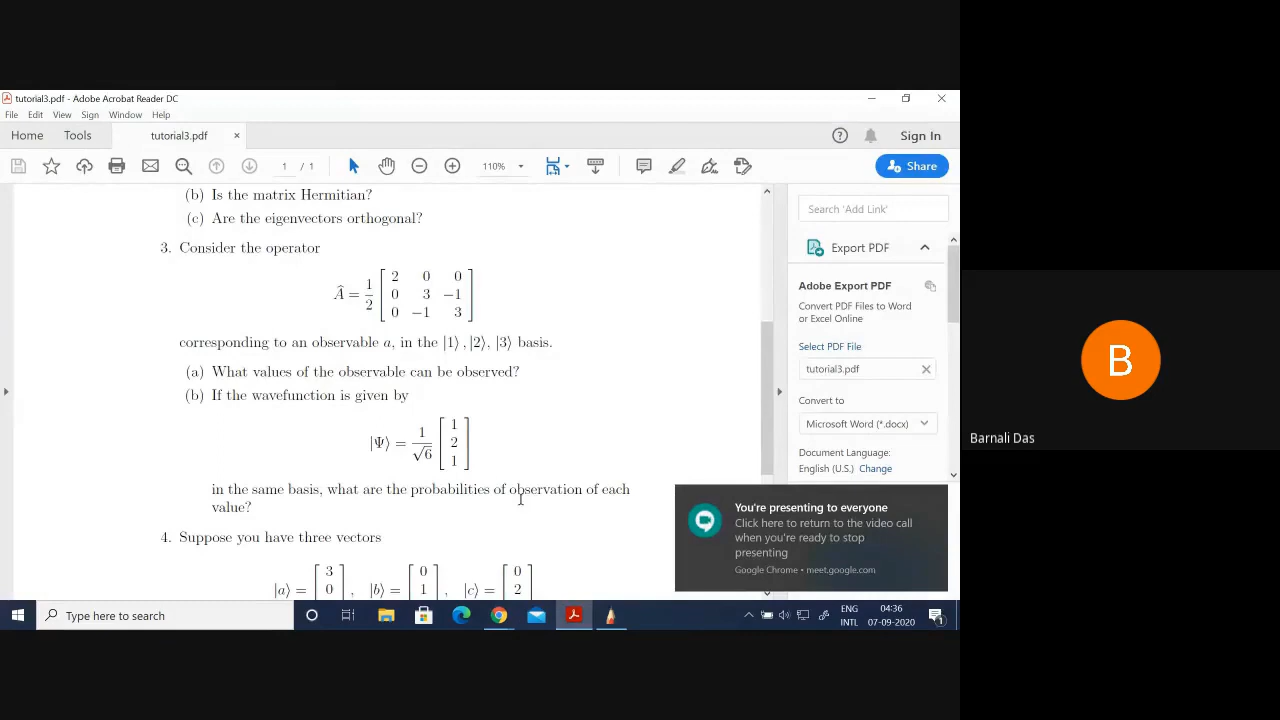 tutorial3.pdf - Adobe Acrobat Reader DC
File Edit View Sign Window Help
Home Tools tutorial3.pdf × Sign In
1 / 1 110% Share
(b) Is the matrix Hermitian?
(c) Are the eigenvectors orthogonal?
3. Consider the operator
Â = 1/2 [ 2 0 0
0 3 −1
0 −1 3 ]
corresponding to an observable a, in the |1⟩ , |2⟩, |3⟩ basis.
(a) What values of the observable can be observed?
(b) If the wavefunction is given by
|Ψ⟩ = 1/√6 [ 1
2
1 ]
in the same basis, what are the probabilities of observation of each
value?
4. Suppose you have three vectors
|a⟩ = [ 3 0 , |b⟩ = [ 0 1 , |c⟩ = [ 0 2
Search 'Add Link'
Export PDF
Adobe Export PDF
Convert PDF Files to Word
or Excel Online
Select PDF File
tutorial3.pdf
Convert to
Microsoft Word (*.docx)
Document Language:
English (U.S.) Change
You're presenting to everyone
Click here to return to the video call
when you're ready to stop
presenting
Google Chrome • meet.google.com
Type here to search
ENG
INTL
04:36
07-09-2020
1
B
Barnali Das